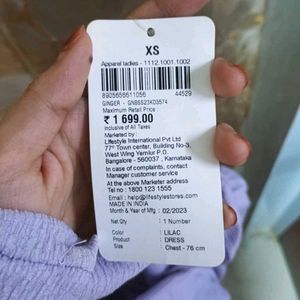 XS
Apparel ladies - 1112.1001.1002
8905656611056 44529
GINGER - GNBSS23KD3574
Maximum Retail Price :
₹ 1 699.00
Inclusive of All Taxes
Marketed by :
Lifestyle International Pvt Ltd
77° Town center, Building No-3,
West Wing Yamlur P.O.
Bangalore - 560037 , Karnataka
In case of complaints, contact
Manager customer service
At the above Marketer address
Tel no : 1800 123 1555
Email : help@lifestylestores.com
MADE IN INDIA
Month & Year of Mfg : 02/2023
Net Qty : 1 Number
Color : LILAC
Product : DRESS
Size : Chest - 76 cm